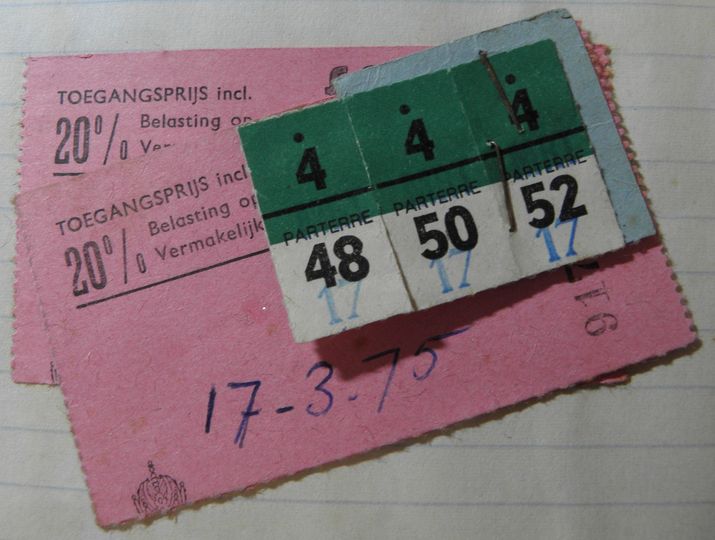 TOEGANGSPRIJS incl.
20% Belasting op
TOEGANGSPRIJS incl
20% Belasting op
Vermakelijk
4 4 4
PARTERRE PARTERRE PARTERRE
48 50 52
17 17 17
17-3-75